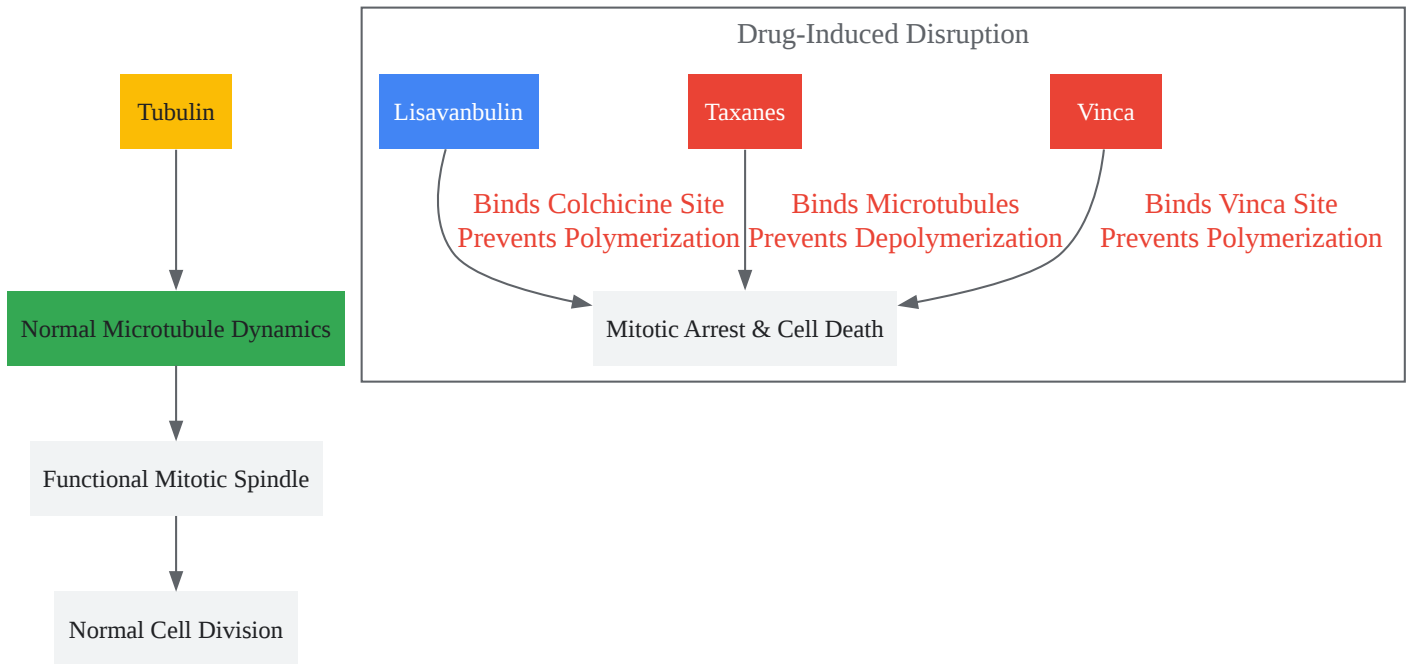 Drug-Induced Disruption
Tubulin
Lisavanbulin
Taxanes
Vinca
Binds Colchicine Site
Prevents Polymerization
Binds Microtubules
Prevents Depolymerization
Binds Vinca Site
Prevents Polymerization
Normal Microtubule Dynamics
Mitotic Arrest & Cell Death
Functional Mitotic Spindle
Normal Cell Division